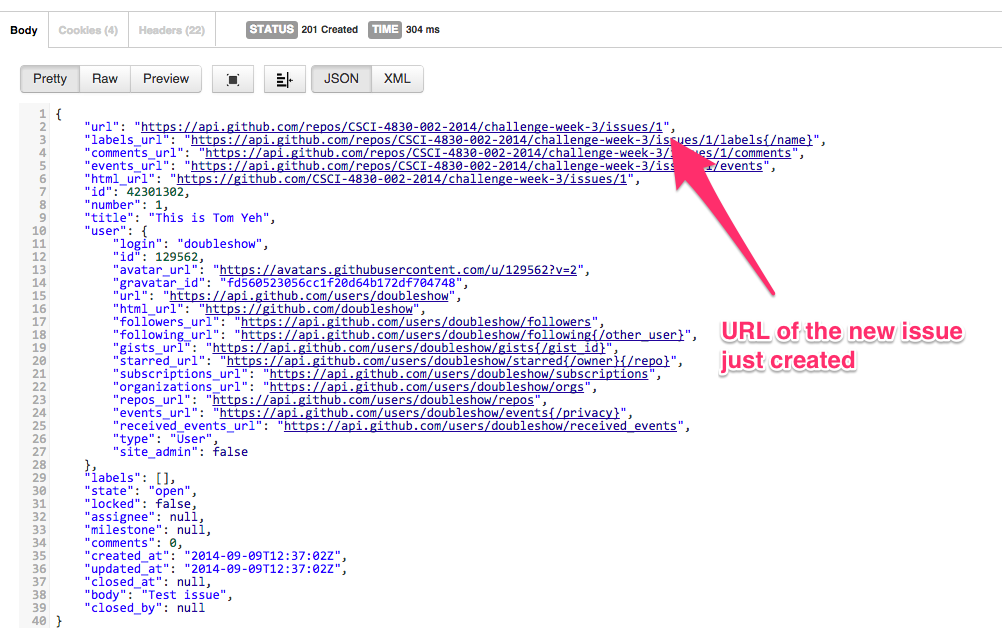 Body Cookies (4) Headers (22) STATUS 201 Created TIME 304 ms
Pretty Raw Preview JSON XML
1 {
2 "url": "https://api.github.com/repos/CSCI-4830-002-2014/challenge-week-3/issues/1",
3 "labels_url": "https://api.github.com/repos/CSCI-4830-002-2014/challenge-week-3/issues/1/labels{/name}",
4 "comments_url": "https://api.github.com/repos/CSCI-4830-002-2014/challenge-week-3/issues/1/comments",
5 "events_url": "https://api.github.com/repos/CSCI-4830-002-2014/challenge-week-3/issues/1/events",
6 "html_url": "https://github.com/CSCI-4830-002-2014/challenge-week-3/issues/1",
7 "id": 42301302,
8 "number": 1,
9 "title": "This is Tom Yeh",
10 "user": {
11 "login": "doubleshow",
12 "id": 129562,
13 "avatar_url": "https://avatars.githubusercontent.com/u/129562?v=2",
14 "gravatar_id": "fd560523056cc1f20d64b172df704748",
15 "url": "https://api.github.com/users/doubleshow",
16 "html_url": "https://github.com/doubleshow",
17 "followers_url": "https://api.github.com/users/doubleshow/followers",
18 "following_url": "https://api.github.com/users/doubleshow/following{/other_user}",
19 "gists_url": "https://api.github.com/users/doubleshow/gists{/gist_id}",
20 "starred_url": "https://api.github.com/users/doubleshow/starred{/owner}{/repo}",
21 "subscriptions_url": "https://api.github.com/users/doubleshow/subscriptions",
22 "organizations_url": "https://api.github.com/users/doubleshow/orgs",
23 "repos_url": "https://api.github.com/users/doubleshow/repos",
24 "events_url": "https://api.github.com/users/doubleshow/events{/privacy}",
25 "received_events_url": "https://api.github.com/users/doubleshow/received_events",
26 "type": "User",
27 "site_admin": false
28 },
29 "labels": [],
30 "state": "open",
31 "locked": false,
32 "assignee": null,
33 "milestone": null,
34 "comments": 0,
35 "created_at": "2014-09-09T12:37:02Z",
36 "updated_at": "2014-09-09T12:37:02Z",
37 "closed_at": null,
38 "body": "Test issue",
39 "closed_by": null
40 }
URL of the new issue
just created